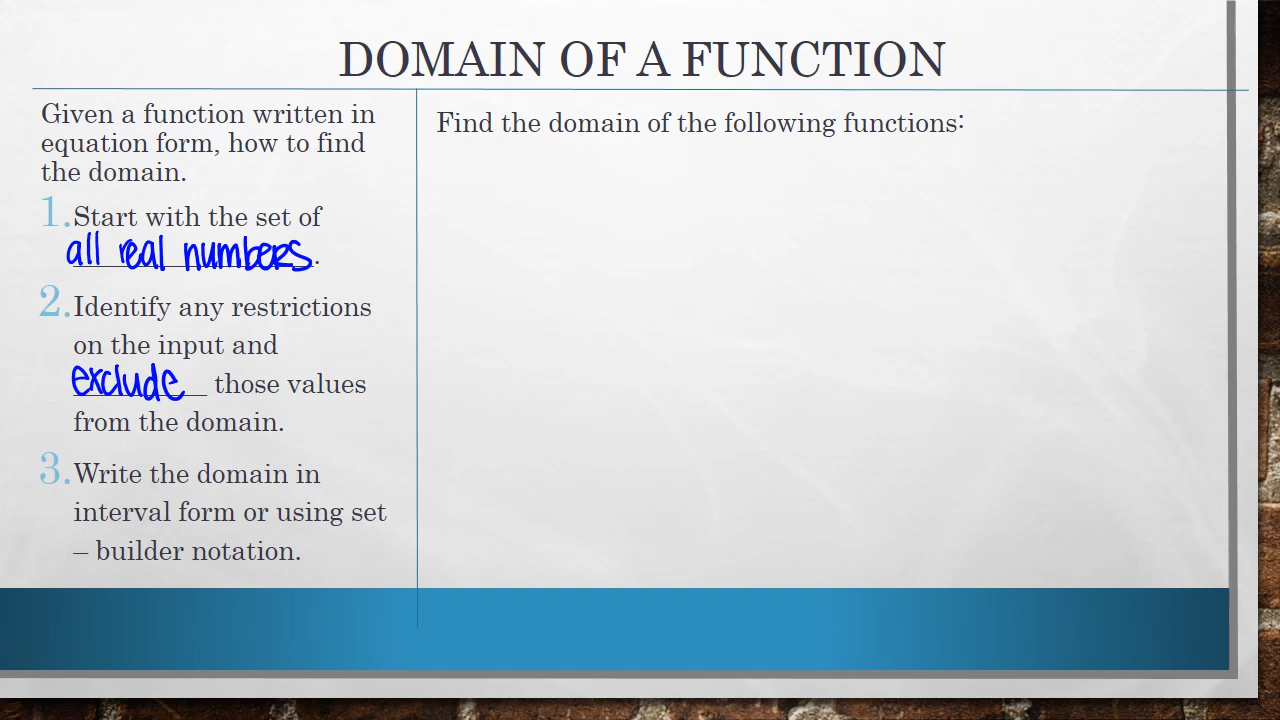 DOMAIN OF A FUNCTION
Given a function written in
equation form, how to find
the domain.
1. Start with the set of
all real numbers.
2. Identify any restrictions
on the input and
exclude those values
from the domain.
3. Write the domain in
interval form or using set
– builder notation.
Find the domain of the following functions: